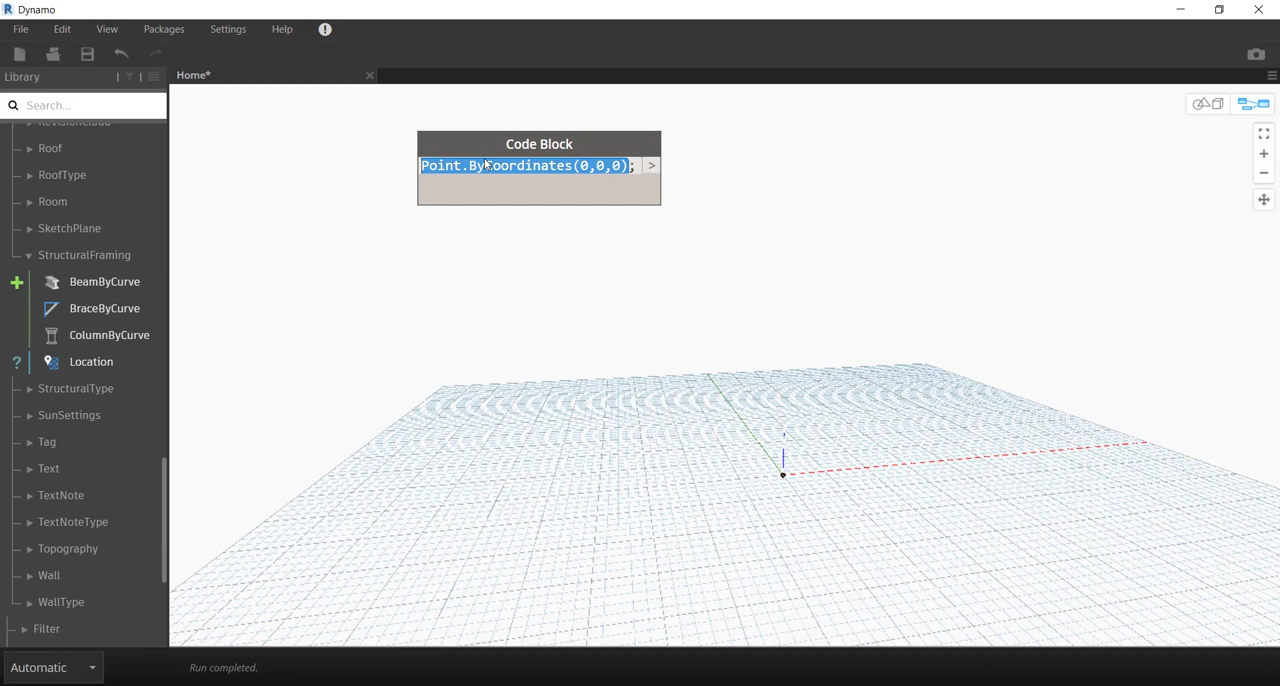 Dynamo
File Edit View Packages Settings Help
Library
Home*
Search...
Roof
RoofType
Room
SketchPlane
StructuralFraming
BeamByCurve
BraceByCurve
ColumnByCurve
Location
StructuralType
SunSettings
Tag
Text
TextNote
TextNoteType
Topography
Wall
WallType
Filter
Code Block
Point.ByCoordinates(0,0,0); >
Automatic
Run completed.